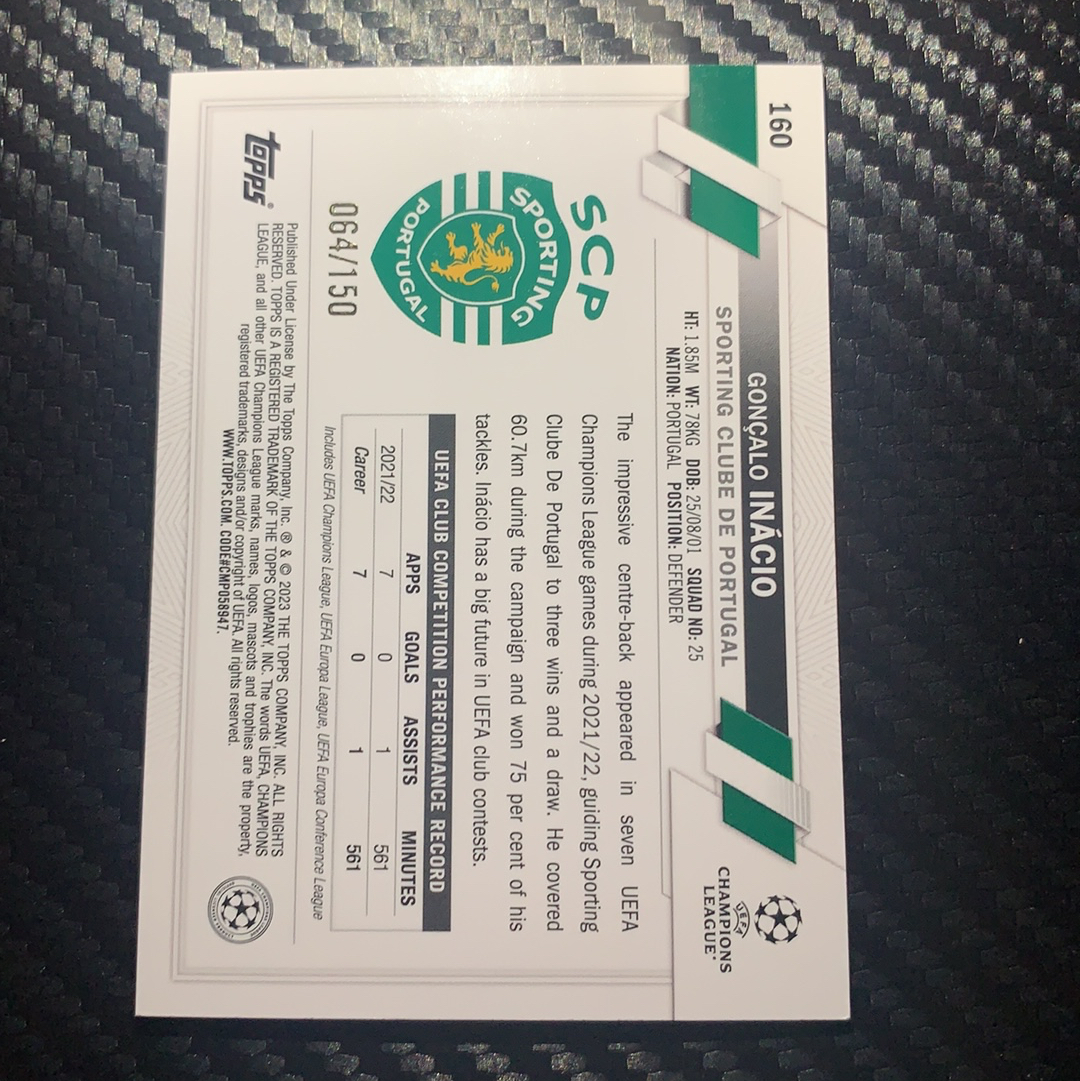 160
GONÇALO INÁCIO
SPORTING CLUBE DE PORTUGAL
HT: 1.85M WT: 78KG DOB: 25/08/01 SQUAD NO: 25
NATION: PORTUGAL POSITION: DEFENDER
UEFA
CHAMPIONS
LEAGUE®
SCP
SPORTING
PORTUGAL
064/150
The impressive centre-back appeared in seven UEFA
Champions League games during 2021/22, guiding Sporting
Clube De Portugal to three wins and a draw. He covered
60.7km during the campaign and won 75 per cent of his
tackles. Inácio has a big future in UEFA club contests.
UEFA CLUB COMPETITION PERFORMANCE RECORD
APPS GOALS ASSISTS MINUTES
2021/22 7 0 1 561
Career 7 0 1 561
Includes UEFA Champions League, UEFA Europa League, UEFA Europa Conference League
topps®
Published Under License by The Topps Company, Inc. ® & © 2023 THE TOPPS COMPANY, INC. ALL RIGHTS
RESERVED. TOPPS IS A REGISTERED TRADEMARK OF THE TOPPS COMPANY, INC. The words UEFA, CHAMPIONS
LEAGUE, and all other UEFA Champions League marks, names, logos, mascots and trophies are the property,
registered trademarks, designs and/or copyright of UEFA. All rights reserved.
WWW.TOPPS.COM. CODE#CMP058947.